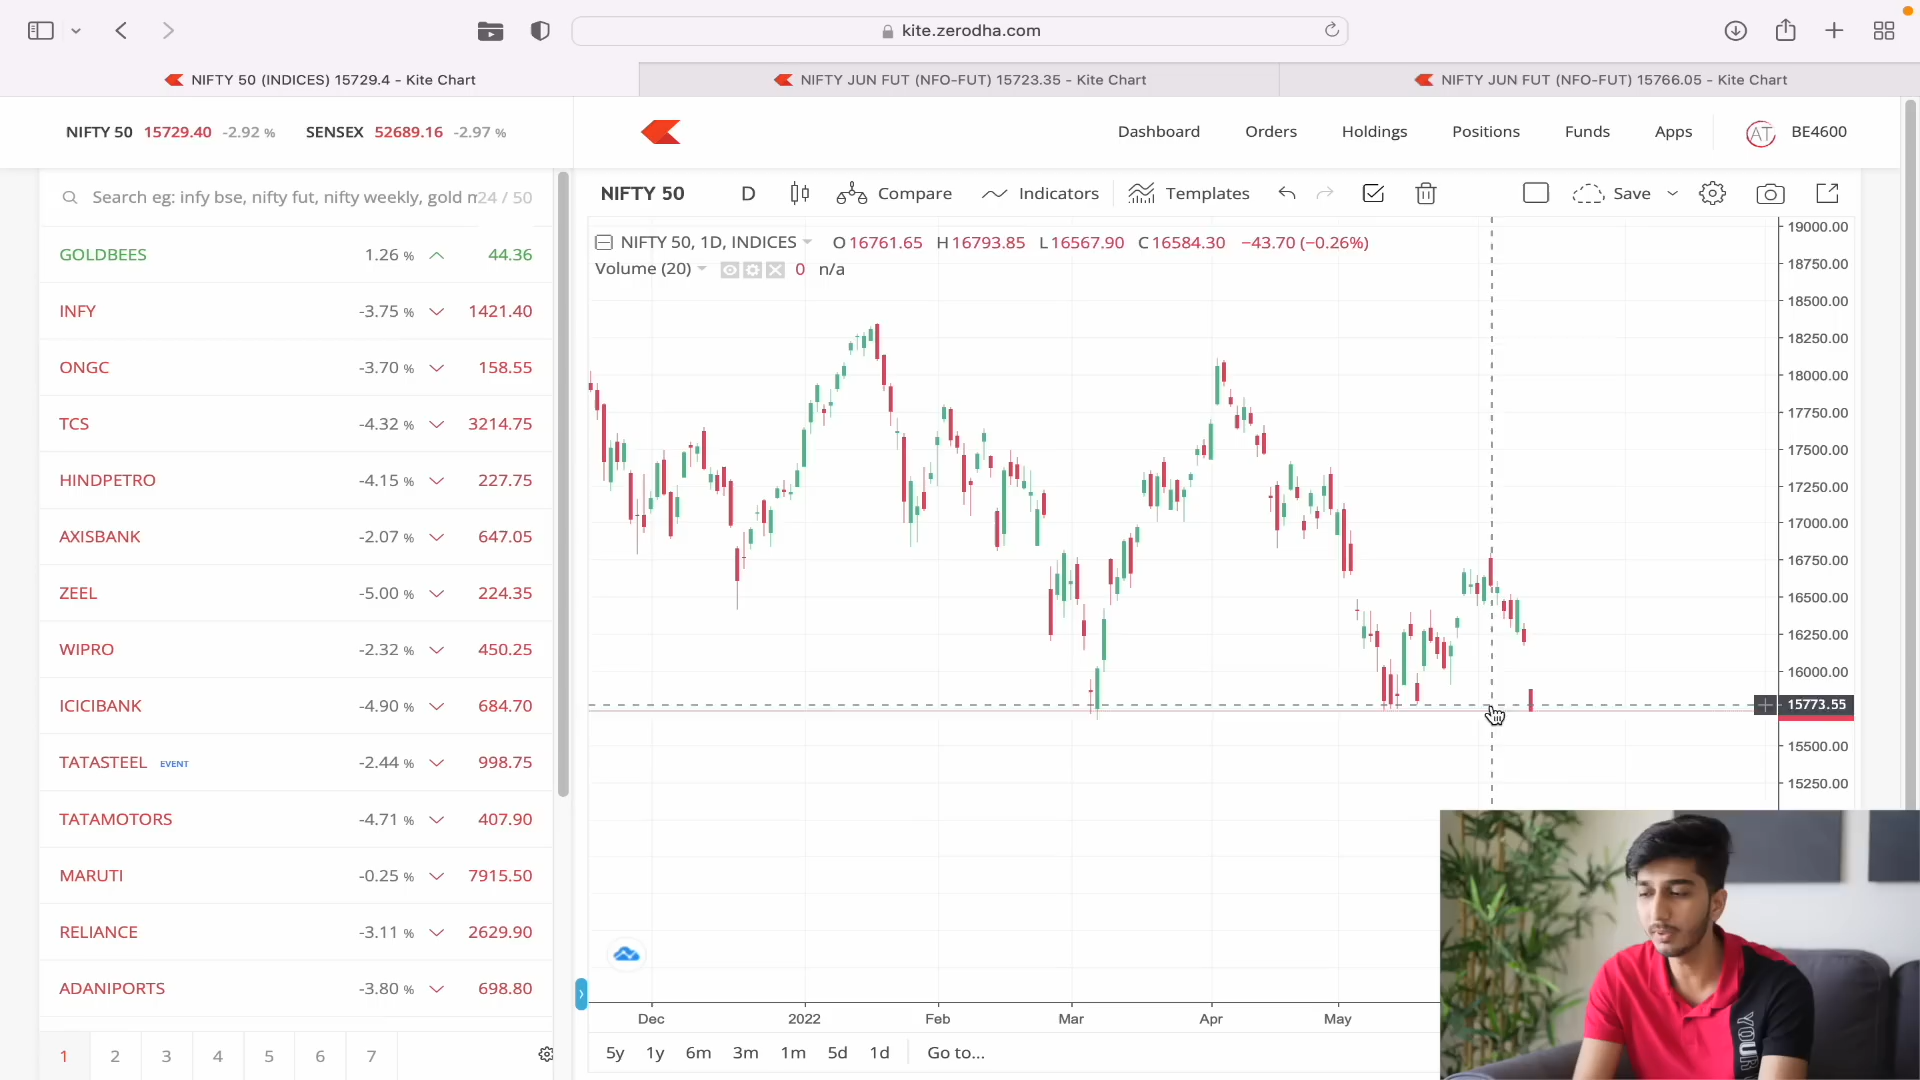 kite.zerodha.com
NIFTY 50 (INDICES) 15729.4 - Kite Chart
NIFTY JUN FUT (NFO-FUT) 15723.35 - Kite Chart
NIFTY JUN FUT (NFO-FUT) 15766.05 - Kite Chart
NIFTY 50 15729.40 -2.92 % SENSEX 52689.16 -2.97 %
Dashboard Orders Holdings Positions Funds Apps AT BE4600
Search eg: infy bse, nifty fut, nifty weekly, gold m 24 / 50
GOLDBEES 1.26 % 44.36
INFY -3.75 % 1421.40
ONGC -3.70 % 158.55
TCS -4.32 % 3214.75
HINDPETRO -4.15 % 227.75
AXISBANK -2.07 % 647.05
ZEEL -5.00 % 224.35
WIPRO -2.32 % 450.25
ICICIBANK -4.90 % 684.70
TATASTEEL EVENT -2.44 % 998.75
TATAMOTORS -4.71 % 407.90
MARUTI -0.25 % 7915.50
RELIANCE -3.11 % 2629.90
ADANIPORTS -3.80 % 698.80
1 2 3 4 5 6 7
NIFTY 50 D Compare Indicators Templates Save
NIFTY 50, 1D, INDICES O16761.65 H16793.85 L16567.90 C16584.30 −43.70 (−0.26%)
Volume (20) 0 n/a
19000.00
18750.00
18500.00
18250.00
18000.00
17750.00
17500.00
17250.00
17000.00
16750.00
16500.00
16250.00
16000.00
15773.55
15500.00
15250.00
Dec 2022 Feb Mar Apr May
5y 1y 6m 3m 1m 5d 1d Go to...
YOUR